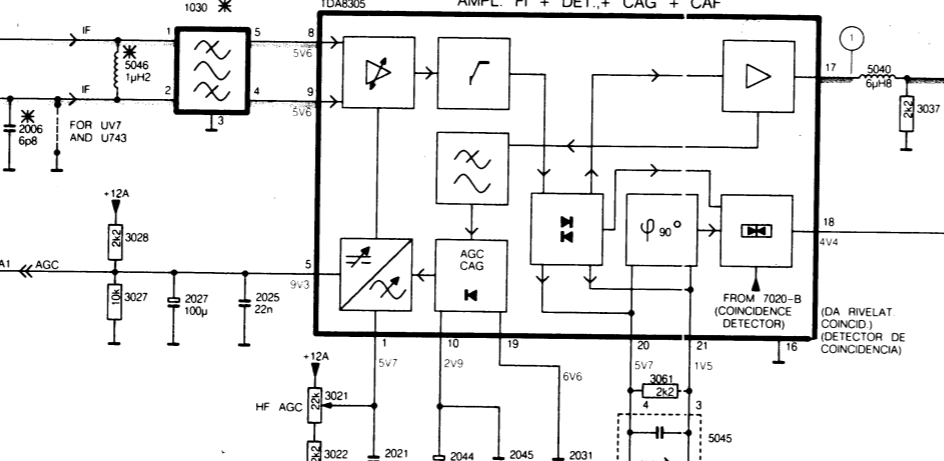 1030 *
TDA8305
AMPL. FI + DET.,+ CAG + CAF
IF
1
5
8
5V6
*
5046
1μH2
IF
2
4
9
5V6
3
*
2006
6p8
FOR UV7
AND U743
17
1
5040
6μH8
2k2
3037
+12A
2k2
3028
A1
AGC
5
9V3
10k
3027
2027
100μ
2025
22n
AGC
CAG
φ 90°
18
4V4
FROM 7020-B
(COINCIDENCE
DETECTOR)
(DA RIVELAT.
COINCID.)
(DETECTOR DE
COINCIDENCIA)
16
1
10
19
20
21
5V7
2V9
6V6
5V7
1V5
+12A
HF AGC
22k
3021
3061
2k2
4
3
5045
2k2
3022
2021
2044
2045
2031